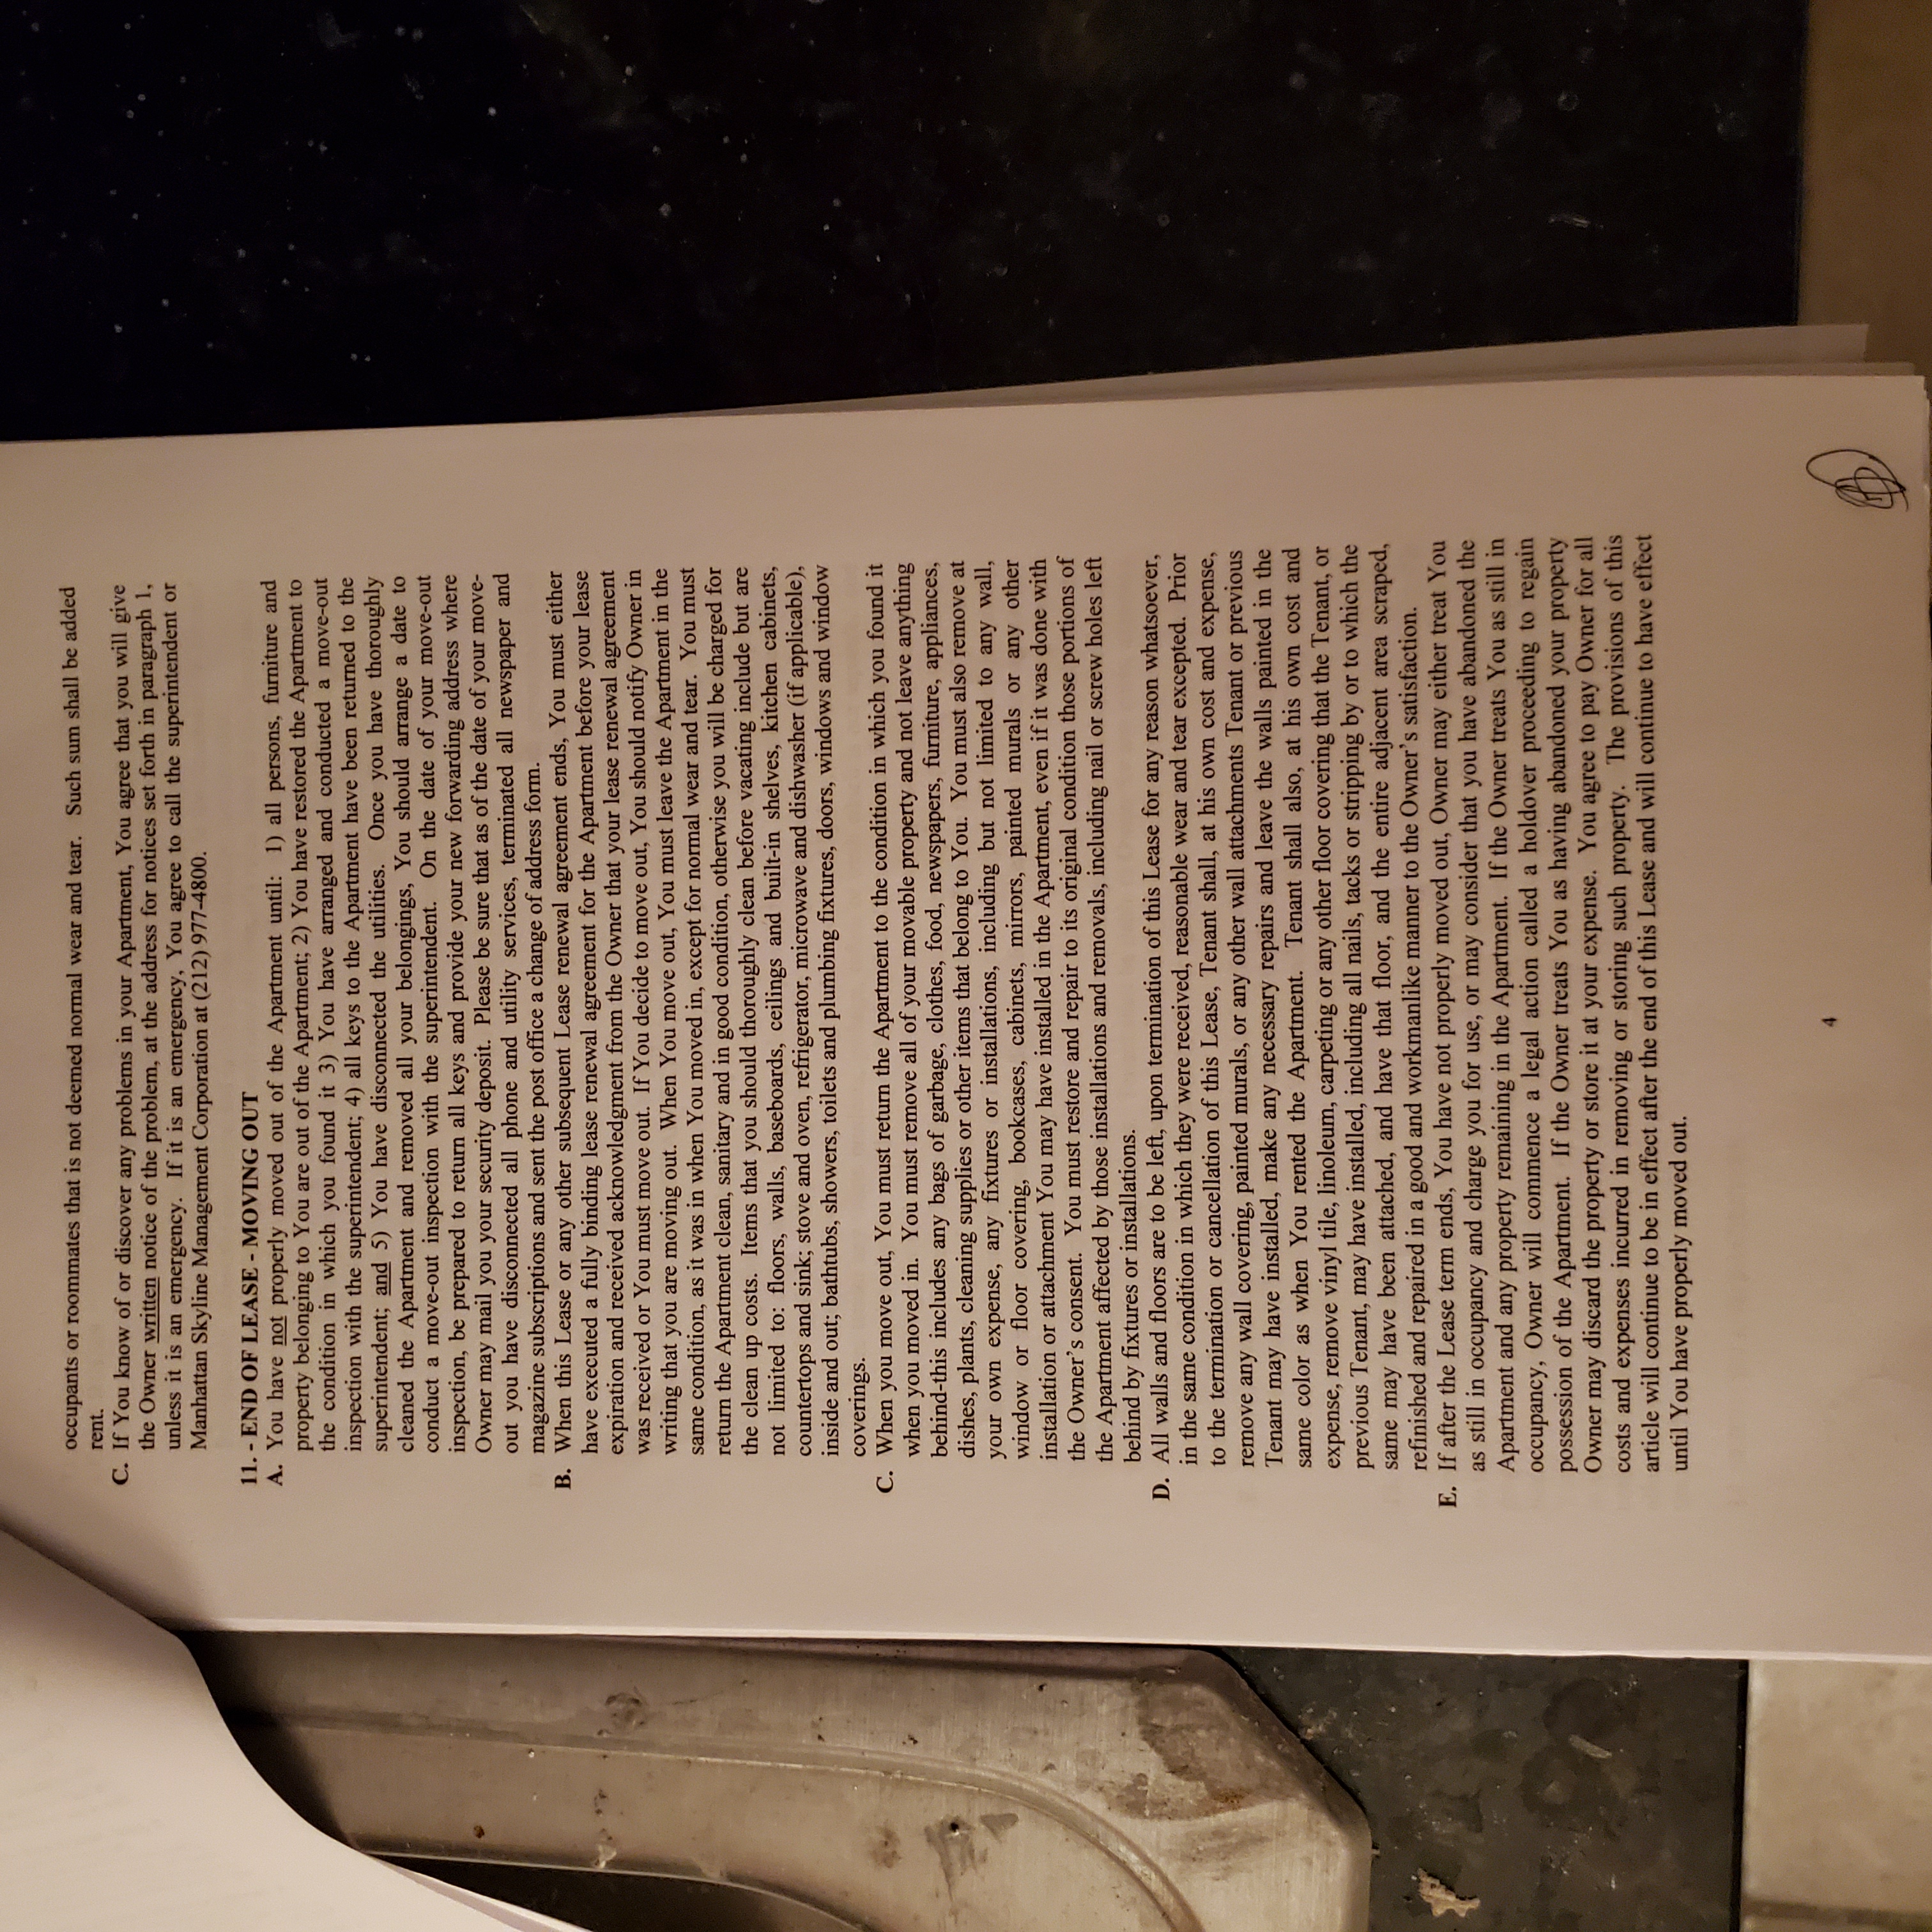 occupants or roommates that is not deemed normal wear and tear. Such sum shall be added
rent.
C. If You know of or discover any problems in your Apartment, You agree that you will give
the Owner written notice of the problem, at the address for notices set forth in paragraph 1,
unless it is an emergency. If it is an emergency, You agree to call the superintendent or
Manhattan Skyline Management Corporation at (212) 977-4800.
11. - END OF LEASE - MOVING OUT
A. You have not properly moved out of the Apartment until: 1) all persons, furniture and
property belonging to You are out of the Apartment; 2) You have restored the Apartment to
the condition in which you found it 3) You have arranged and conducted a move-out
inspection with the superintendent; 4) all keys to the Apartment have been returned to the
superintendent; and 5) You have disconnected the utilities. Once you have thoroughly
cleaned the Apartment and removed all your belongings, You should arrange a date to
conduct a move-out inspection with the superintendent. On the date of your move-out
inspection, be prepared to return all keys and provide your new forwarding address where
Owner may mail you your security deposit. Please be sure that as of the date of your move-
out you have disconnected all phone and utility services, terminated all newspaper and
magazine subscriptions and sent the post office a change of address form.
B. When this Lease or any other subsequent Lease renewal agreement ends, You must either
have executed a fully binding lease renewal agreement for the Apartment before your lease
expiration and received acknowledgment from the Owner that your lease renewal agreement
was received or You must move out. If You decide to move out, You should notify Owner in
writing that you are moving out. When You move out, You must leave the Apartment in the
same condition, as it was in when You moved in, except for normal wear and tear. You must
return the Apartment clean, sanitary and in good condition, otherwise you will be charged for
the clean up costs. Items that you should thoroughly clean before vacating include but are
not limited to: floors, walls, baseboards, ceilings and built-in shelves, kitchen cabinets,
countertops and sink; stove and oven, refrigerator, microwave and dishwasher (if applicable),
inside and out; bathtubs, showers, toilets and plumbing fixtures, doors, windows and window
coverings.
C. When you move out, You must return the Apartment to the condition in which you found it
when you moved in. You must remove all of your movable property and not leave anything
behind-this includes any bags of garbage, clothes, food, newspapers, furniture, appliances,
dishes, plants, cleaning supplies or other items that belong to You. You must also remove at
your own expense, any fixtures or installations, including but not limited to any wall,
window or floor covering, bookcases, cabinets, mirrors, painted murals or any other
installation or attachment You may have installed in the Apartment, even if it was done with
the Owner's consent. You must restore and repair to its original condition those portions of
the Apartment affected by those installations and removals, including nail or screw holes left
behind by fixtures or installations.
D. All walls and floors are to be left, upon termination of this Lease for any reason whatsoever,
in the same condition in which they were received, reasonable wear and tear excepted. Prior
to the termination or cancellation of this Lease, Tenant shall, at his own cost and expense,
remove any wall covering, painted murals, or any other wall attachments Tenant or previous
Tenant may have installed, make any necessary repairs and leave the walls painted in the
same color as when You rented the Apartment. Tenant shall also, at his own cost and
expense, remove vinyl tile, linoleum, carpeting or any other floor covering that the Tenant, or
previous Tenant, may have installed, including all nails, tacks or stripping by or to which the
same may have been attached, and have that floor, and the entire adjacent area scraped,
refinished and repaired in a good and workmanlike manner to the Owner's satisfaction.
E. If after the Lease term ends, You have not properly moved out, Owner may either treat You
as still in occupancy and charge you for use, or may consider that you have abandoned the
Apartment and any property remaining in the Apartment. If the Owner treats You as still in
occupancy, Owner will commence a legal action called a holdover proceeding to regain
possession of the Apartment. If the Owner treats You as having abandoned your property
Owner may discard the property or store it at your expense. You agree to pay Owner for all
costs and expenses incurred in removing or storing such property. The provisions of this
article will continue to be in effect after the end of this Lease and will continue to have effect
until You have properly moved out.
4